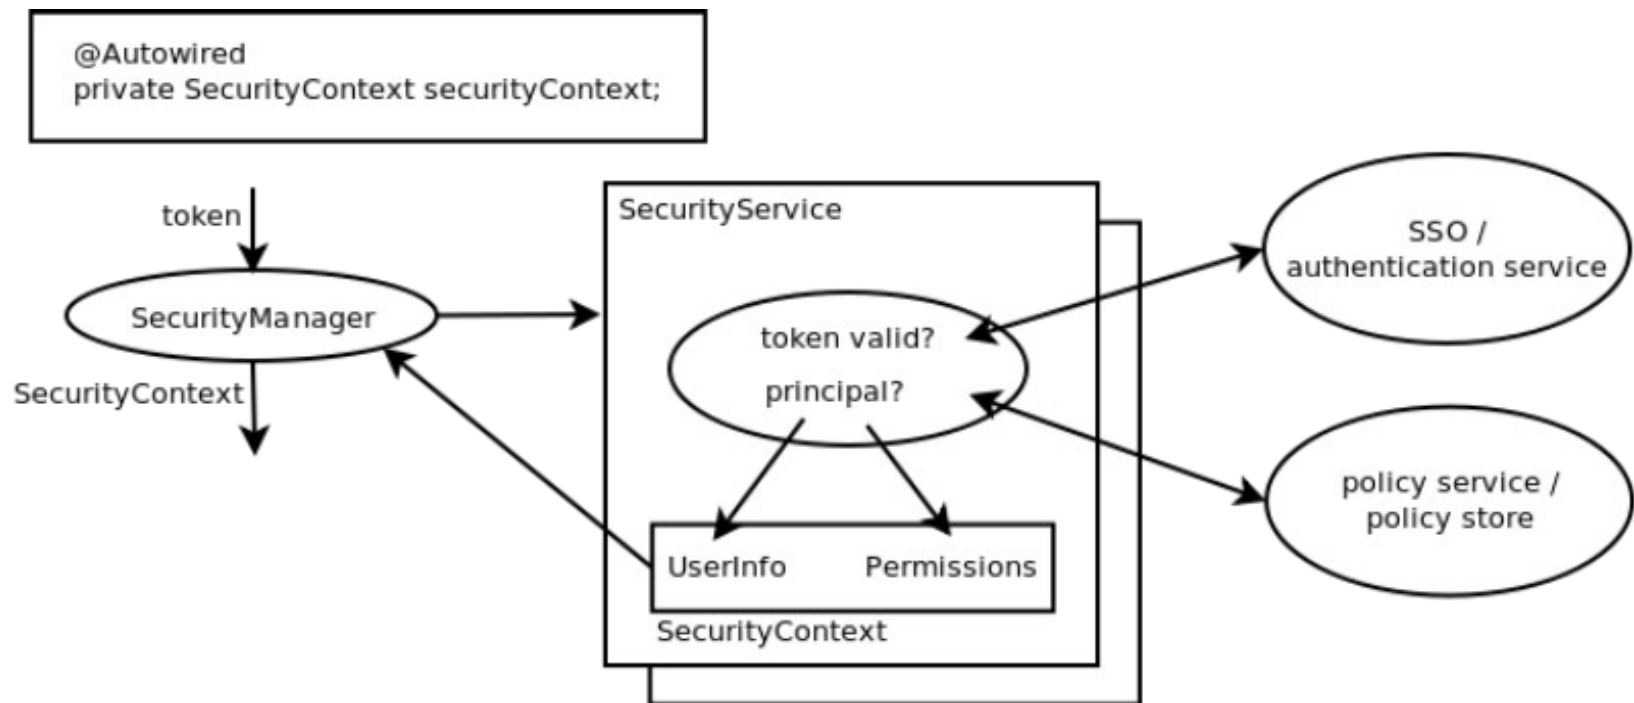 @Autowired
private SecurityContext securityContext;
token
SecurityManager
SecurityContext
SecurityService
token valid?
principal?
UserInfo
Permissions
SecurityContext
SSO /
authentication service
policy service /
policy store